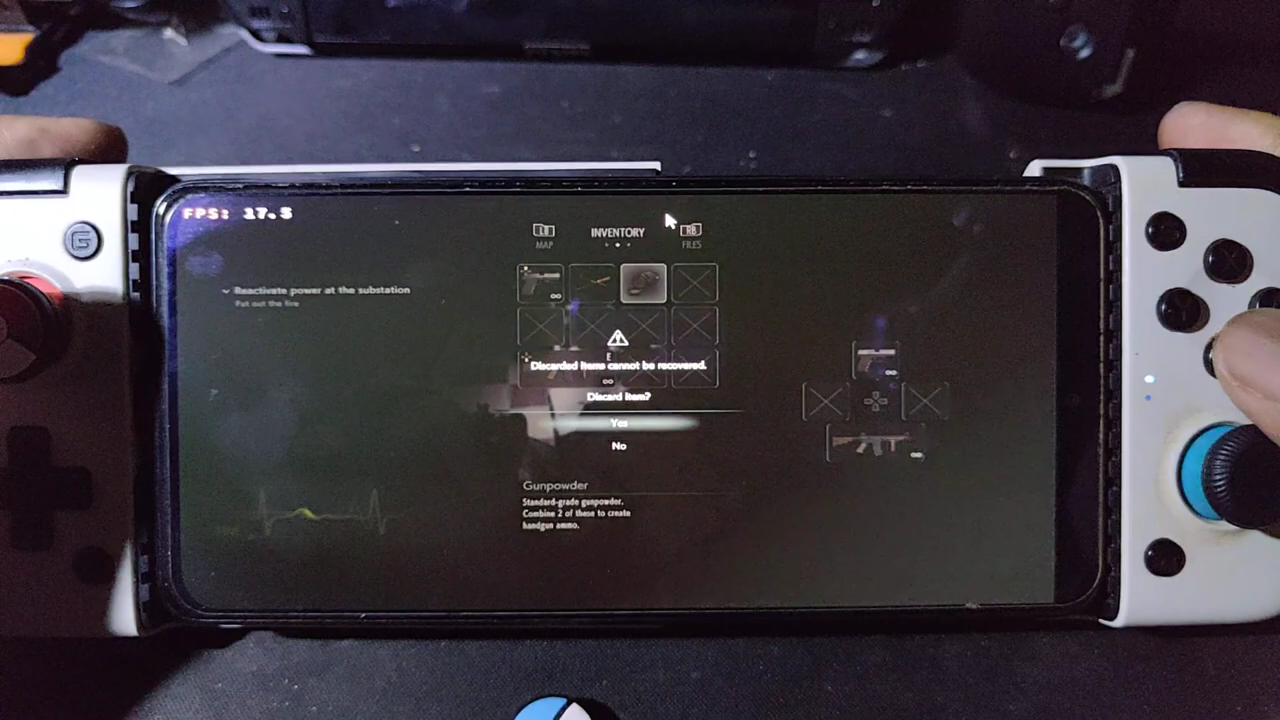 FPS: 17.5
LB
INVENTORY
RB
MAP
FILES
Reactivate power at the substation
Put out the fire
E
Discarded items cannot be recovered.
Discard item?
Yes
No
Gunpowder
Standard-grade gunpowder.
Combine 2 of these to create
handgun ammo.
G